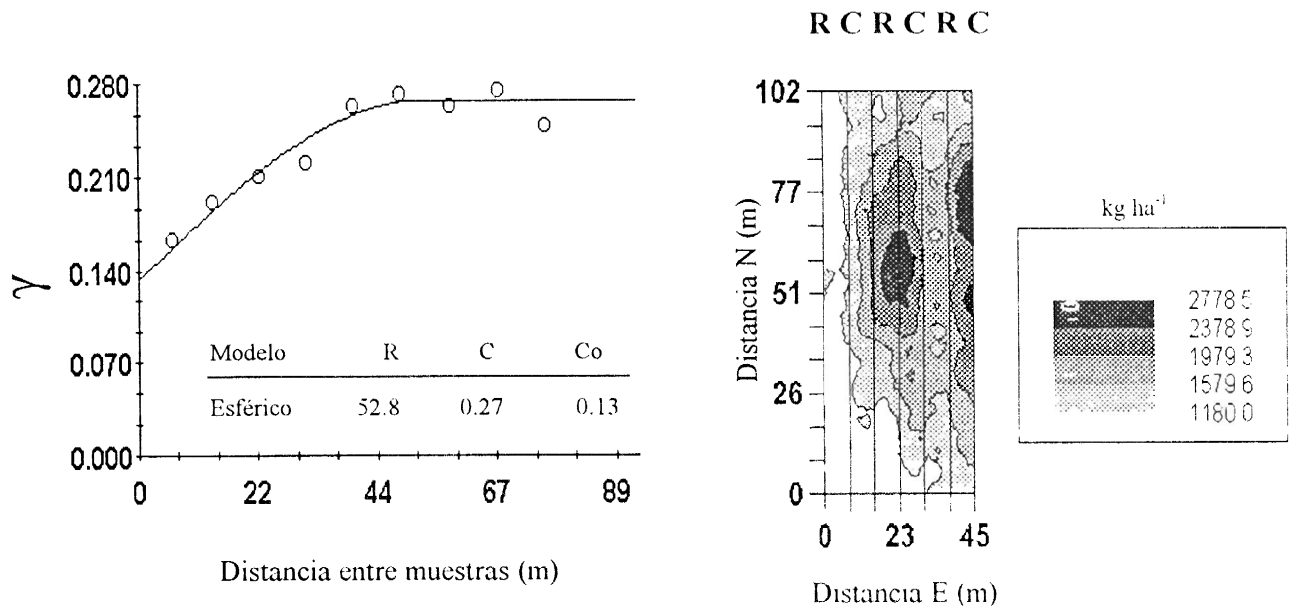 R C R C R C
γ
0.280
0.210
0.140
0.070
0.000
0 22 44 67 89
Distancia entre muestras (m)
Modelo R C Co
Esférico 52.8 0.27 0.13
Distancia N (m)
102
77
51
26
0
0 23 45
Distancia E (m)
kg ha⁻¹
2778 5
2378 9
1979 3
1579 6
1180 0